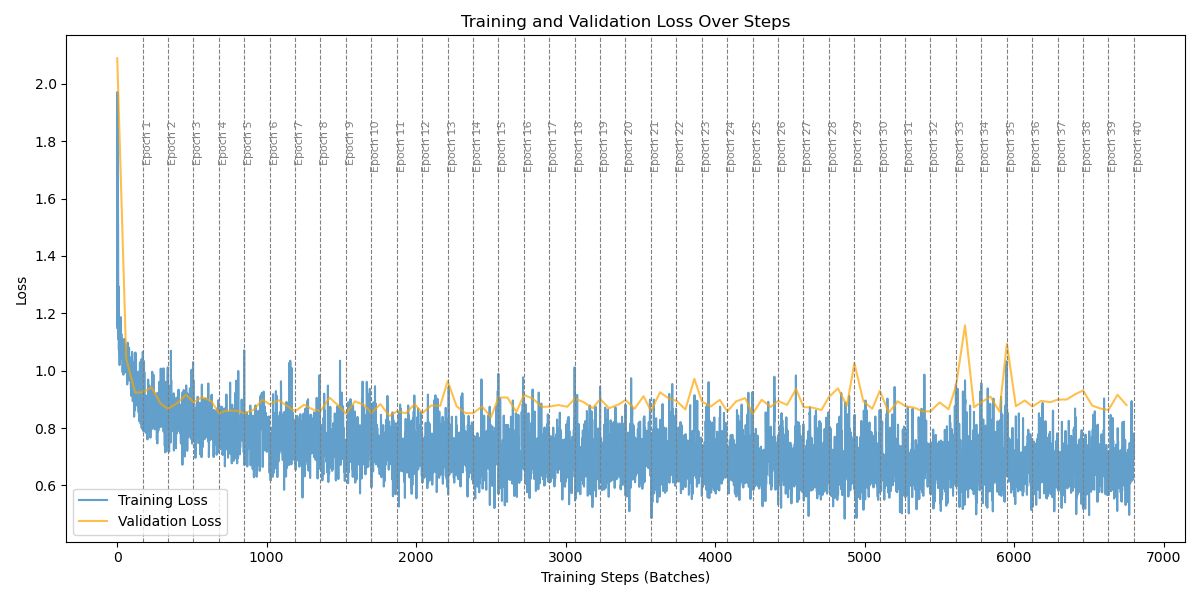 Training and Validation Loss Over Steps
Loss
2.0
1.8
1.6
1.4
1.2
1.0
0.8
0.6
Epoch 1
Epoch 2
Epoch 3
Epoch 4
Epoch 5
Epoch 6
Epoch 7
Epoch 8
Epoch 9
Epoch 10
Epoch 11
Epoch 12
Epoch 13
Epoch 14
Epoch 15
Epoch 16
Epoch 17
Epoch 18
Epoch 19
Epoch 20
Epoch 21
Epoch 22
Epoch 23
Epoch 24
Epoch 25
Epoch 26
Epoch 27
Epoch 28
Epoch 29
Epoch 30
Epoch 31
Epoch 32
Epoch 33
Epoch 34
Epoch 35
Epoch 36
Epoch 37
Epoch 38
Epoch 39
Epoch 40
Training Loss
Validation Loss
0 1000 2000 3000 4000 5000 6000 7000
Training Steps (Batches)